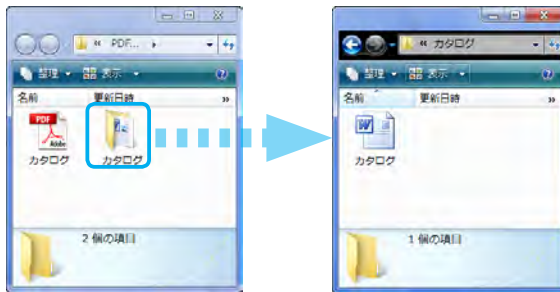 « PDF...
整理 表示
名前 更新日時 »
PDF
Adobe
カタログ カタログ
2 個の項目
« カタログ
整理 表示
名前 更新日時 »
W
カタログ
1 個の項目